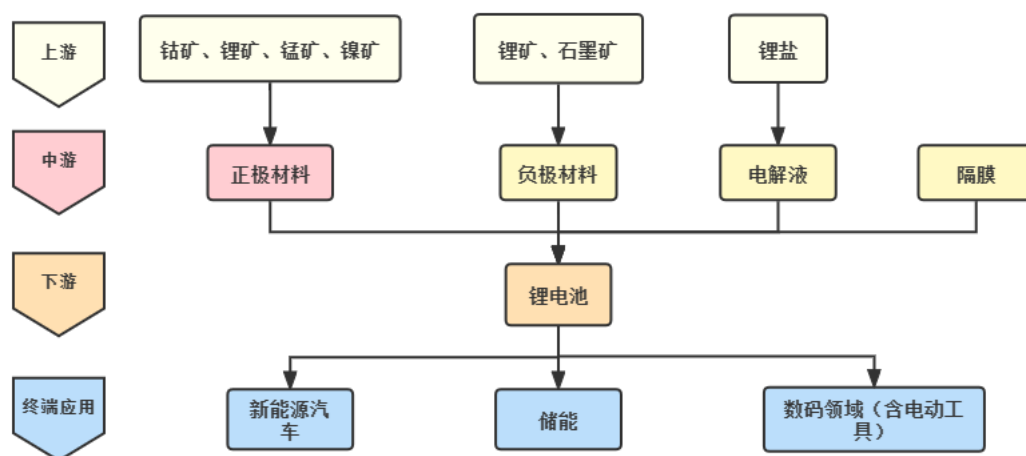 上游
钴矿、锂矿、锰矿、镍矿
锂矿、石墨矿
锂盐
中游
正极材料
负极材料
电解液
隔膜
下游
锂电池
终端应用
新能源汽
车
储能
数码领域（含电动工
具）